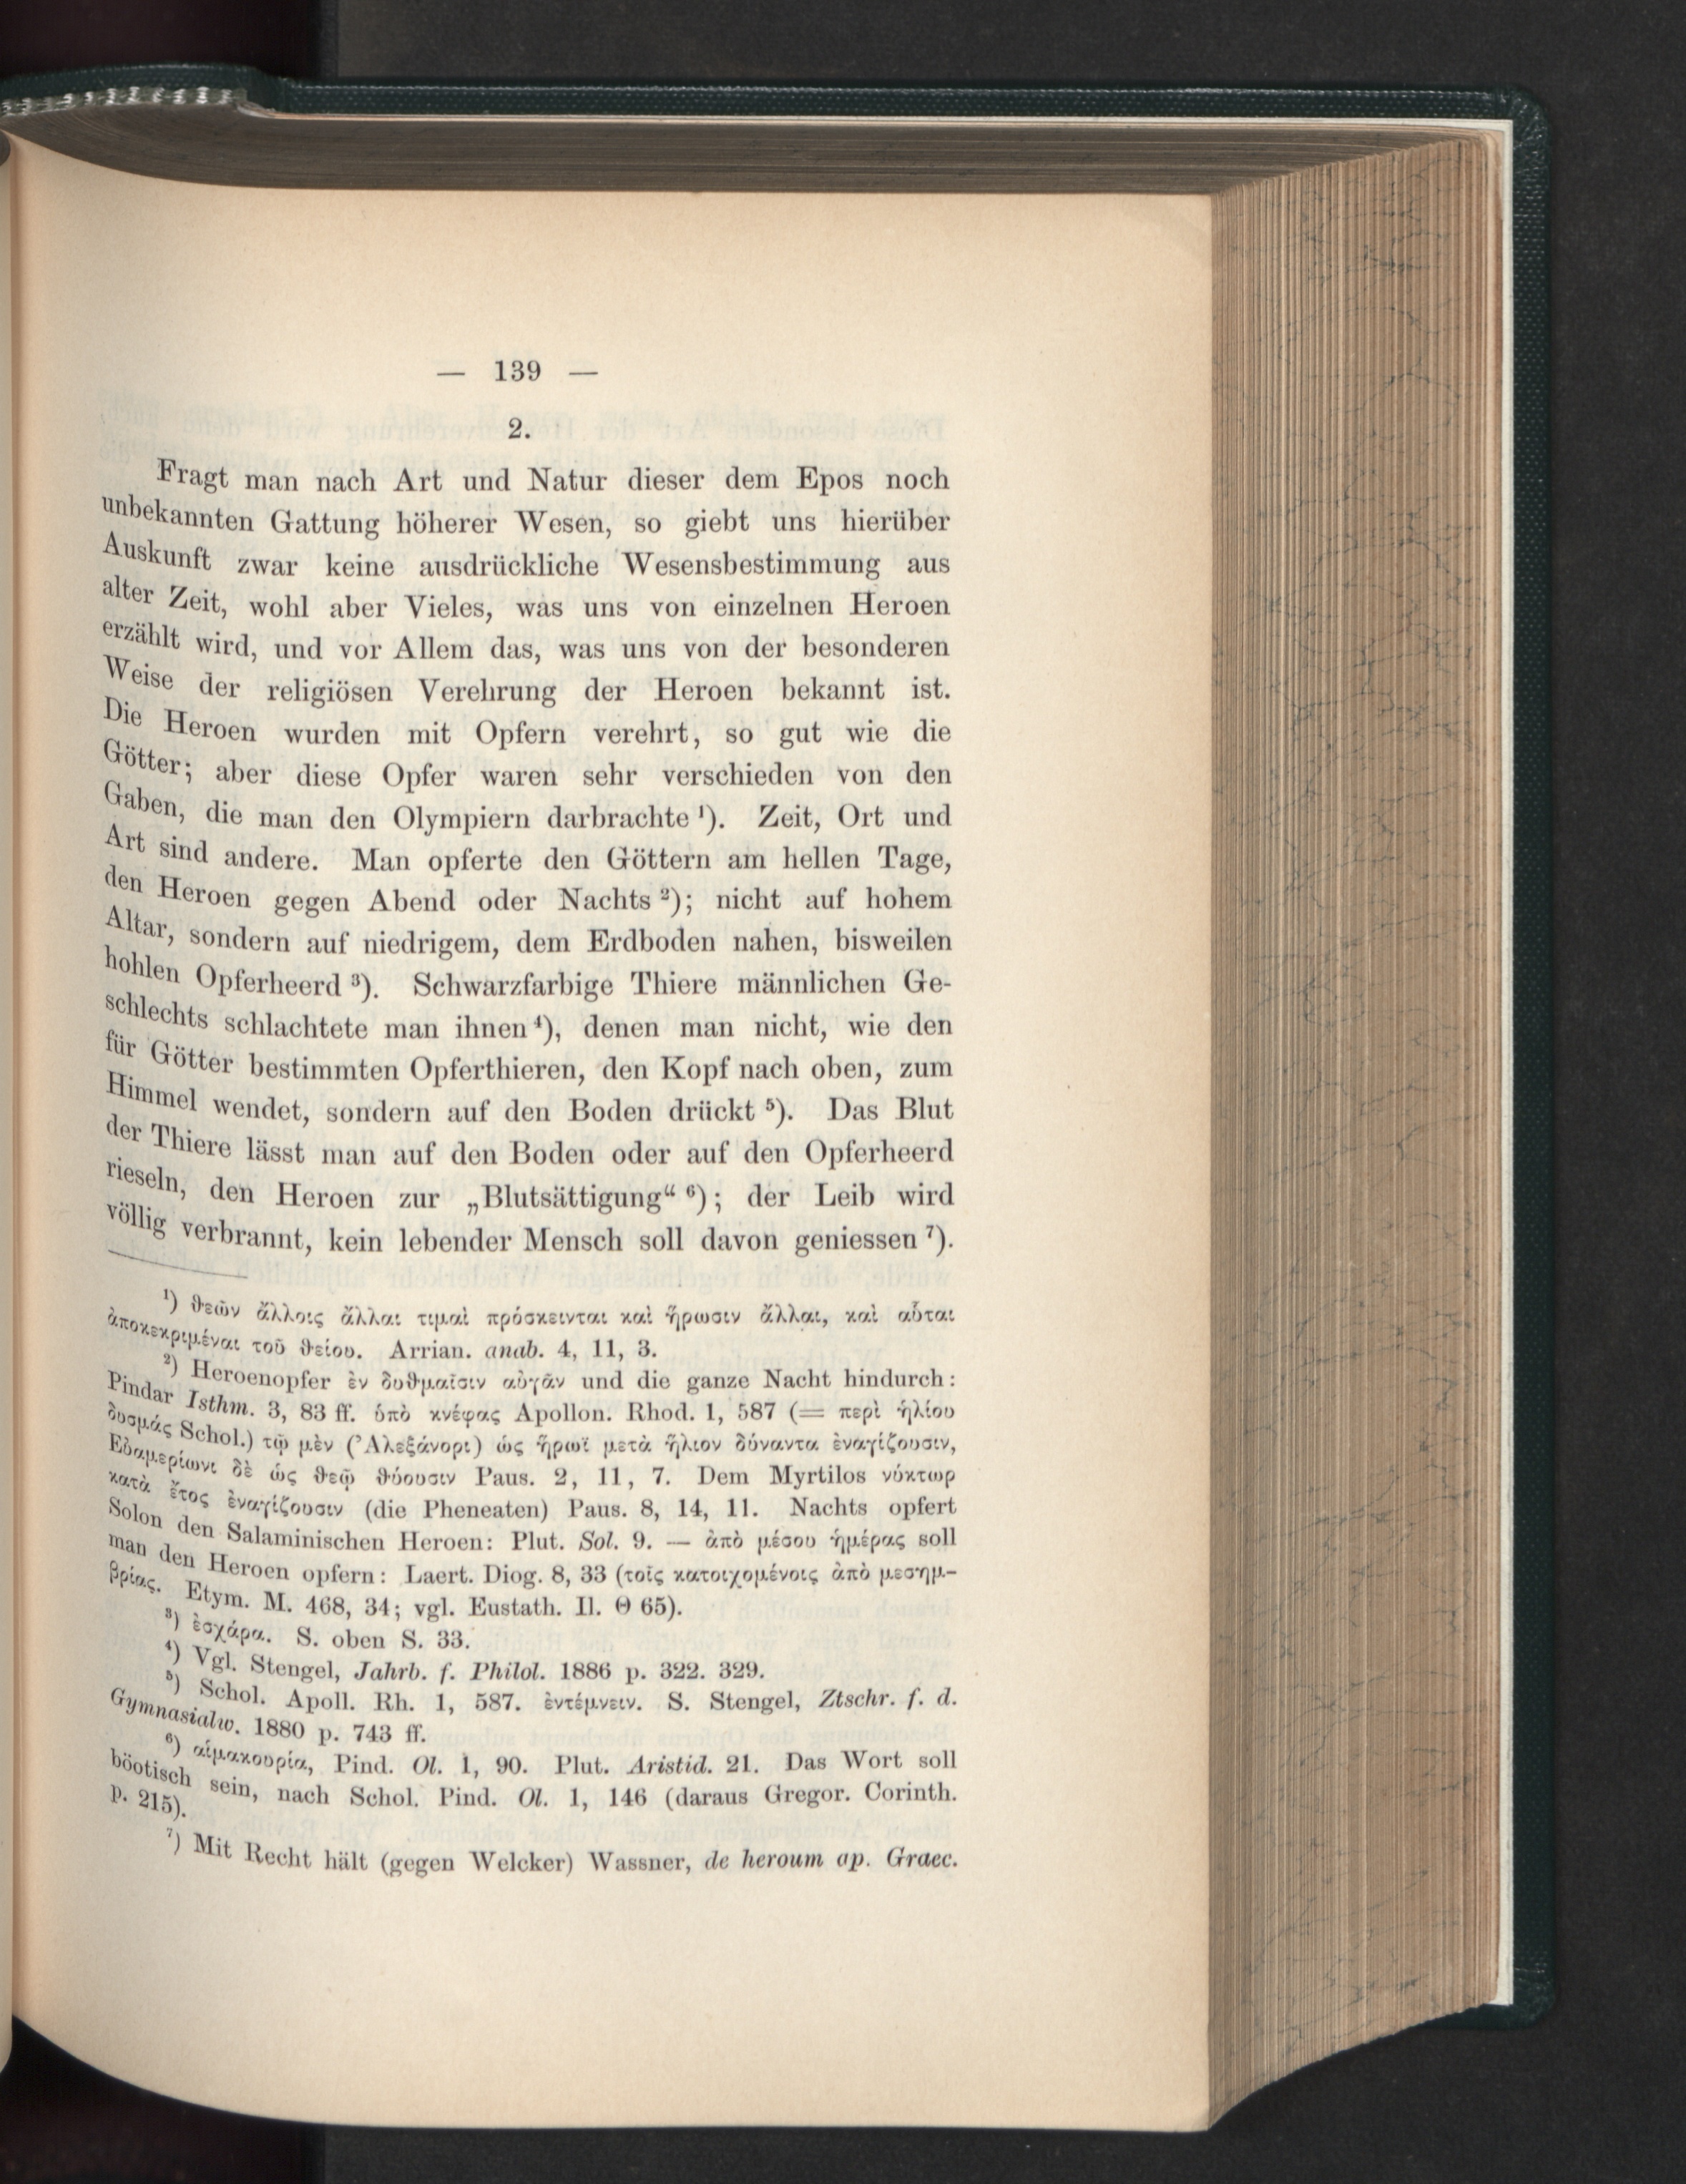 — 139 —
2.
Fragt man nach Art und Natur dieser dem Epos noch
unbekannten Gattung höherer Wesen, so giebt uns hierüber
Auskunft zwar keine ausdrückliche Wesensbestimmung aus
alter Zeit, wohl aber Vieles, was uns von einzelnen Heroen
erzählt wird, und vor Allem das, was uns von der besonderen
Weise der religiösen Verehrung der Heroen bekannt ist.
Die Heroen wurden mit Opfern verehrt, so gut wie die
Götter; aber diese Opfer waren sehr verschieden von den
Gaben, die man den Olympiern darbrachte ¹). Zeit, Ort und
Art sind andere. Man opferte den Göttern am hellen Tage,
den Heroen gegen Abend oder Nachts ²); nicht auf hohem
Altar, sondern auf niedrigem, dem Erdboden nahen, bisweilen
hohlen Opferheerd ³). Schwarzfarbige Thiere männlichen Ge-
schlechts schlachtete man ihnen ⁴), denen man nicht, wie den
für Götter bestimmten Opferthieren, den Kopf nach oben, zum
Himmel wendet, sondern auf den Boden drückt ⁵). Das Blut
der Thiere lässt man auf den Boden oder auf den Opferheerd
rieseln, den Heroen zur „Blutsättigung“ ⁶); der Leib wird
völlig verbrannt, kein lebender Mensch soll davon geniessen ⁷).
¹) θεῶν ἄλλοις ἄλλαι τιμαὶ πρόσκεινται καὶ ἥρωσιν ἄλλαι, καὶ αὗται
ἀποκεκριμέναι τοῦ θείου. Arrian. anab. 4, 11, 3.
²) Heroenopfer ἐν δυθμαῖσιν αὐγᾶν und die ganze Nacht hindurch:
Pindar Isthm. 3, 83 ff. ὑπὸ κνέφας Apollon. Rhod. 1, 587 (= περὶ ἡλίου
δυσμάς Schol.) τῷ μὲν (Ἀλεξάνορι) ὡς ἥρωϊ μετὰ ἥλιον δύναντα ἐναγίζουσιν,
Εὐαμερίωνι δὲ ὡς θεῷ θύουσιν Paus. 2, 11, 7. Dem Myrtilos νύκτωρ
κατὰ ἔτος ἐναγίζουσιν (die Pheneaten) Paus. 8, 14, 11. Nachts opfert
Solon den Salaminischen Heroen: Plut. Sol. 9. — ἀπὸ μέσου ἡμέρας soll
man den Heroen opfern: Laert. Diog. 8, 33 (τοῖς κατοιχομένοις ἀπὸ μεσημ-
βρίας. Etym. M. 468, 34; vgl. Eustath. Il. Θ 65).
³) ἐσχάρα. S. oben S. 33.
⁴) Vgl. Stengel, Jahrb. f. Philol. 1886 p. 322. 329.
⁵) Schol. Apoll. Rh. 1, 587. ἐντέμνειν. S. Stengel, Ztschr. f. d.
Gymnasialw. 1880 p. 743 ff.
⁶) αἱμακουρία, Pind. Ol. 1, 90. Plut. Aristid. 21. Das Wort soll
böotisch sein, nach Schol. Pind. Ol. 1, 146 (daraus Gregor. Corinth.
p. 215).
⁷) Mit Recht hält (gegen Welcker) Wassner, de heroum ap. Graec.